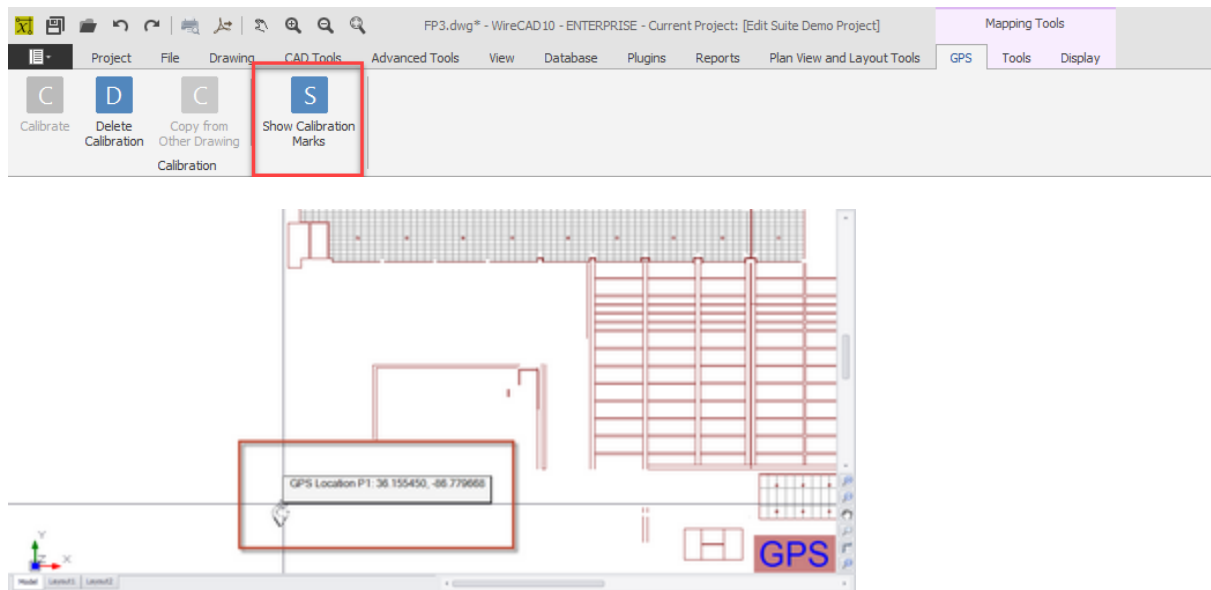 FP3.dwg* - WireCAD10 - ENTERPRISE - Current Project: [Edit Suite Demo Project]
Mapping Tools
Project File Drawing CAD Tools Advanced Tools View Database Plugins Reports Plan View and Layout Tools GPS Tools Display
C D C S
Calibrate Delete Copy from Show Calibration
Calibration Other Drawing Marks
Calibration
GPS Location P1: 36.155450, -86.779668
GPS
Y
Z X
Model Layout1 Layout2